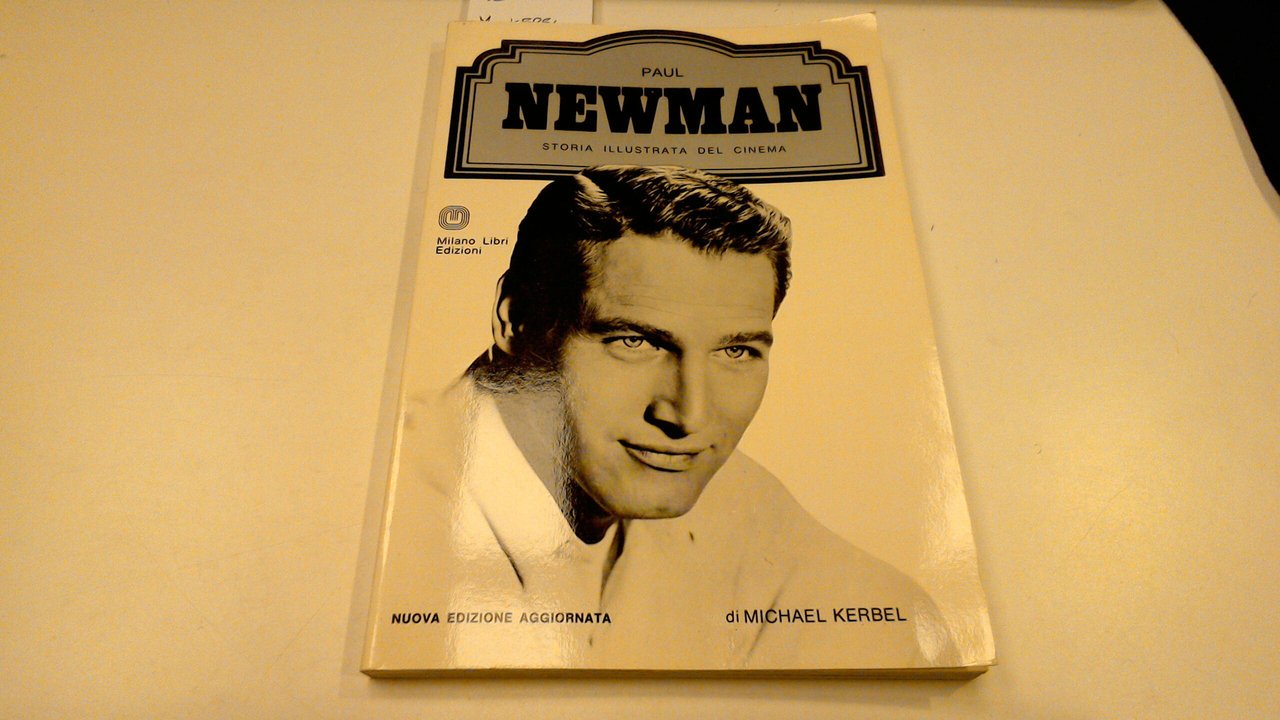 PAUL
NEWMAN
STORIA ILLUSTRATA DEL CINEMA
Milano Libri
Edizioni
NUOVA EDIZIONE AGGIORNATA
di MICHAEL KERBEL